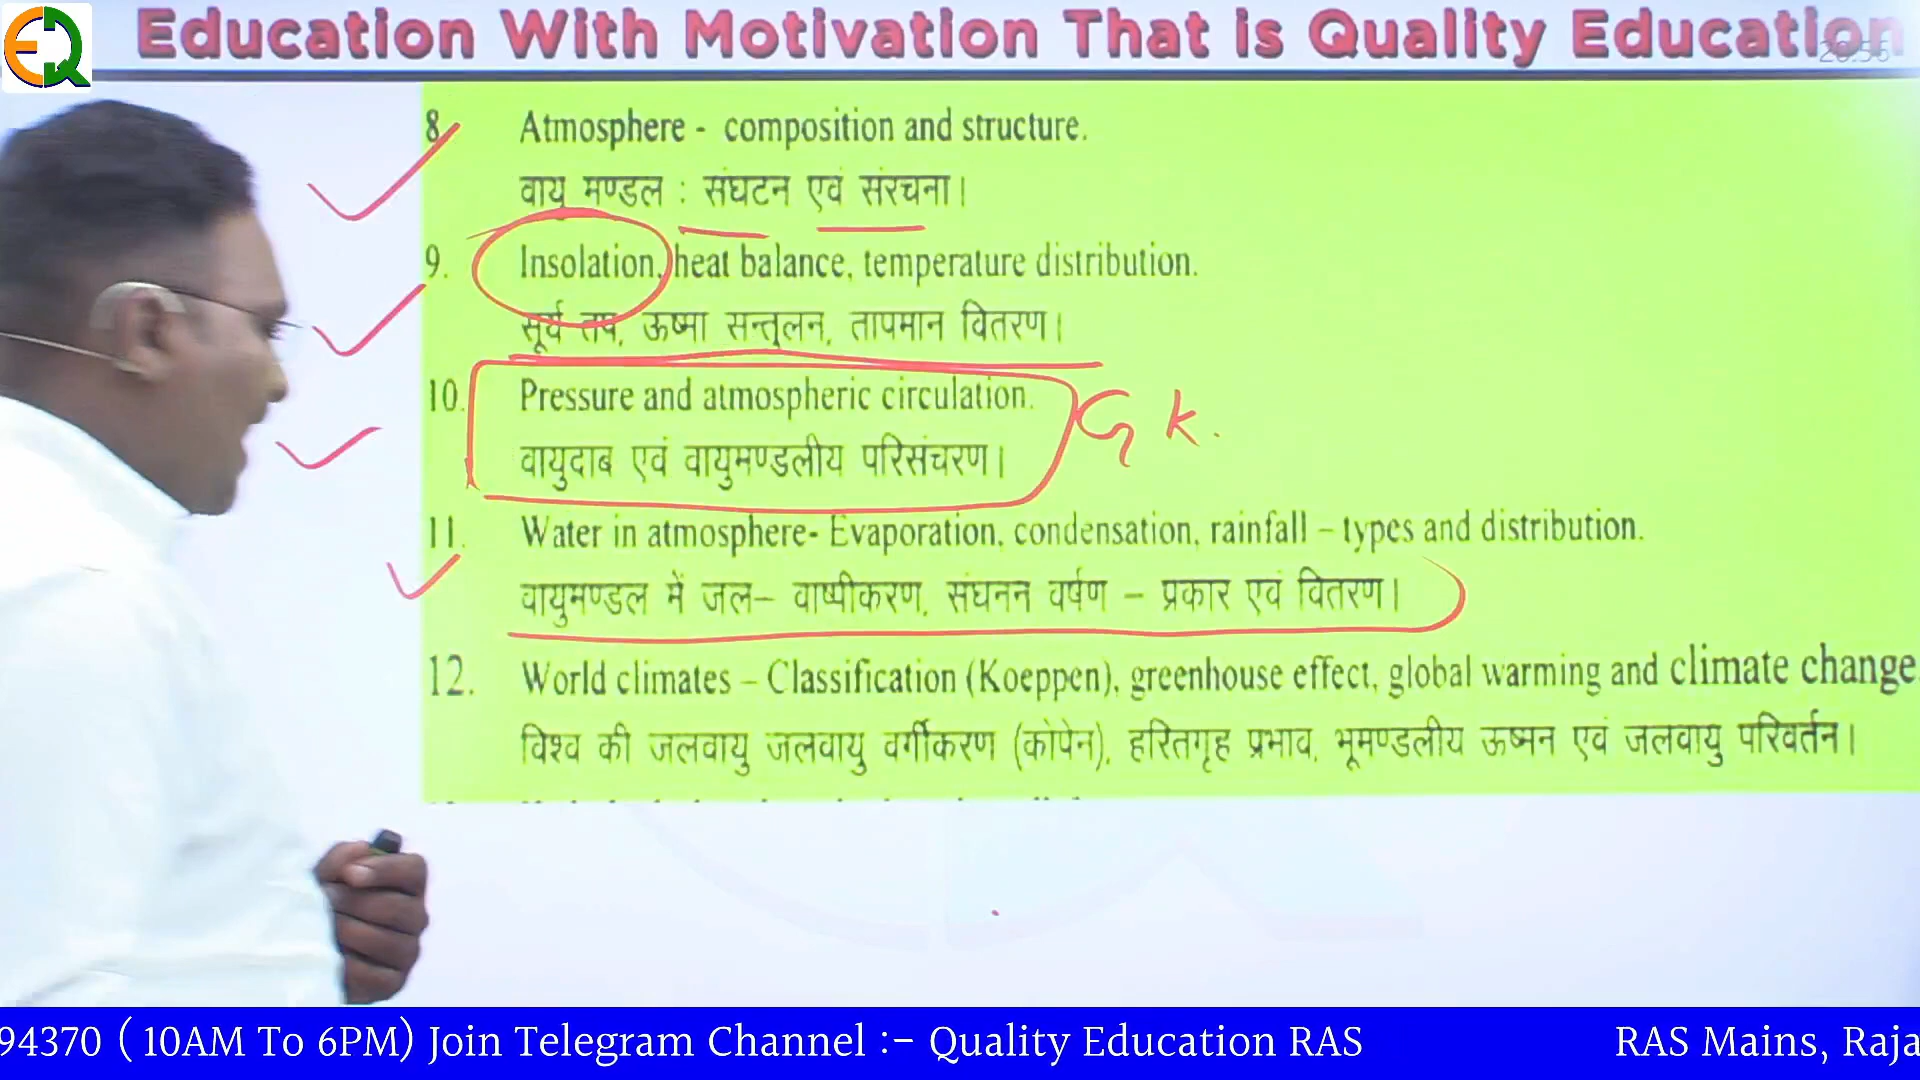 EQ
Education With Motivation That is Quality Education
20:56
8. Atmosphere - composition and structure.
वायु मण्डल : संघटन एवं संरचना।
9. Insolation, heat balance, temperature distribution.
सूर्य तप, ऊष्मा सन्तुलन, तापमान वितरण।
10. Pressure and atmospheric circulation.
G K.
वायुदाब एवं वायुमण्डलीय परिसंचरण।
11. Water in atmosphere- Evaporation, condensation, rainfall – types and distribution.
वायुमण्डल में जल– वाष्पीकरण, संघनन वर्षण – प्रकार एवं वितरण।
12. World climates – Classification (Koeppen), greenhouse effect, global warming and climate change.
विश्व की जलवायु जलवायु वर्गीकरण (कोपेन), हरितगृह प्रभाव, भूमण्डलीय ऊष्मन एवं जलवायु परिवर्तन।
94370 ( 10AM To 6PM) Join Telegram Channel :- Quality Education RAS RAS Mains, Raja